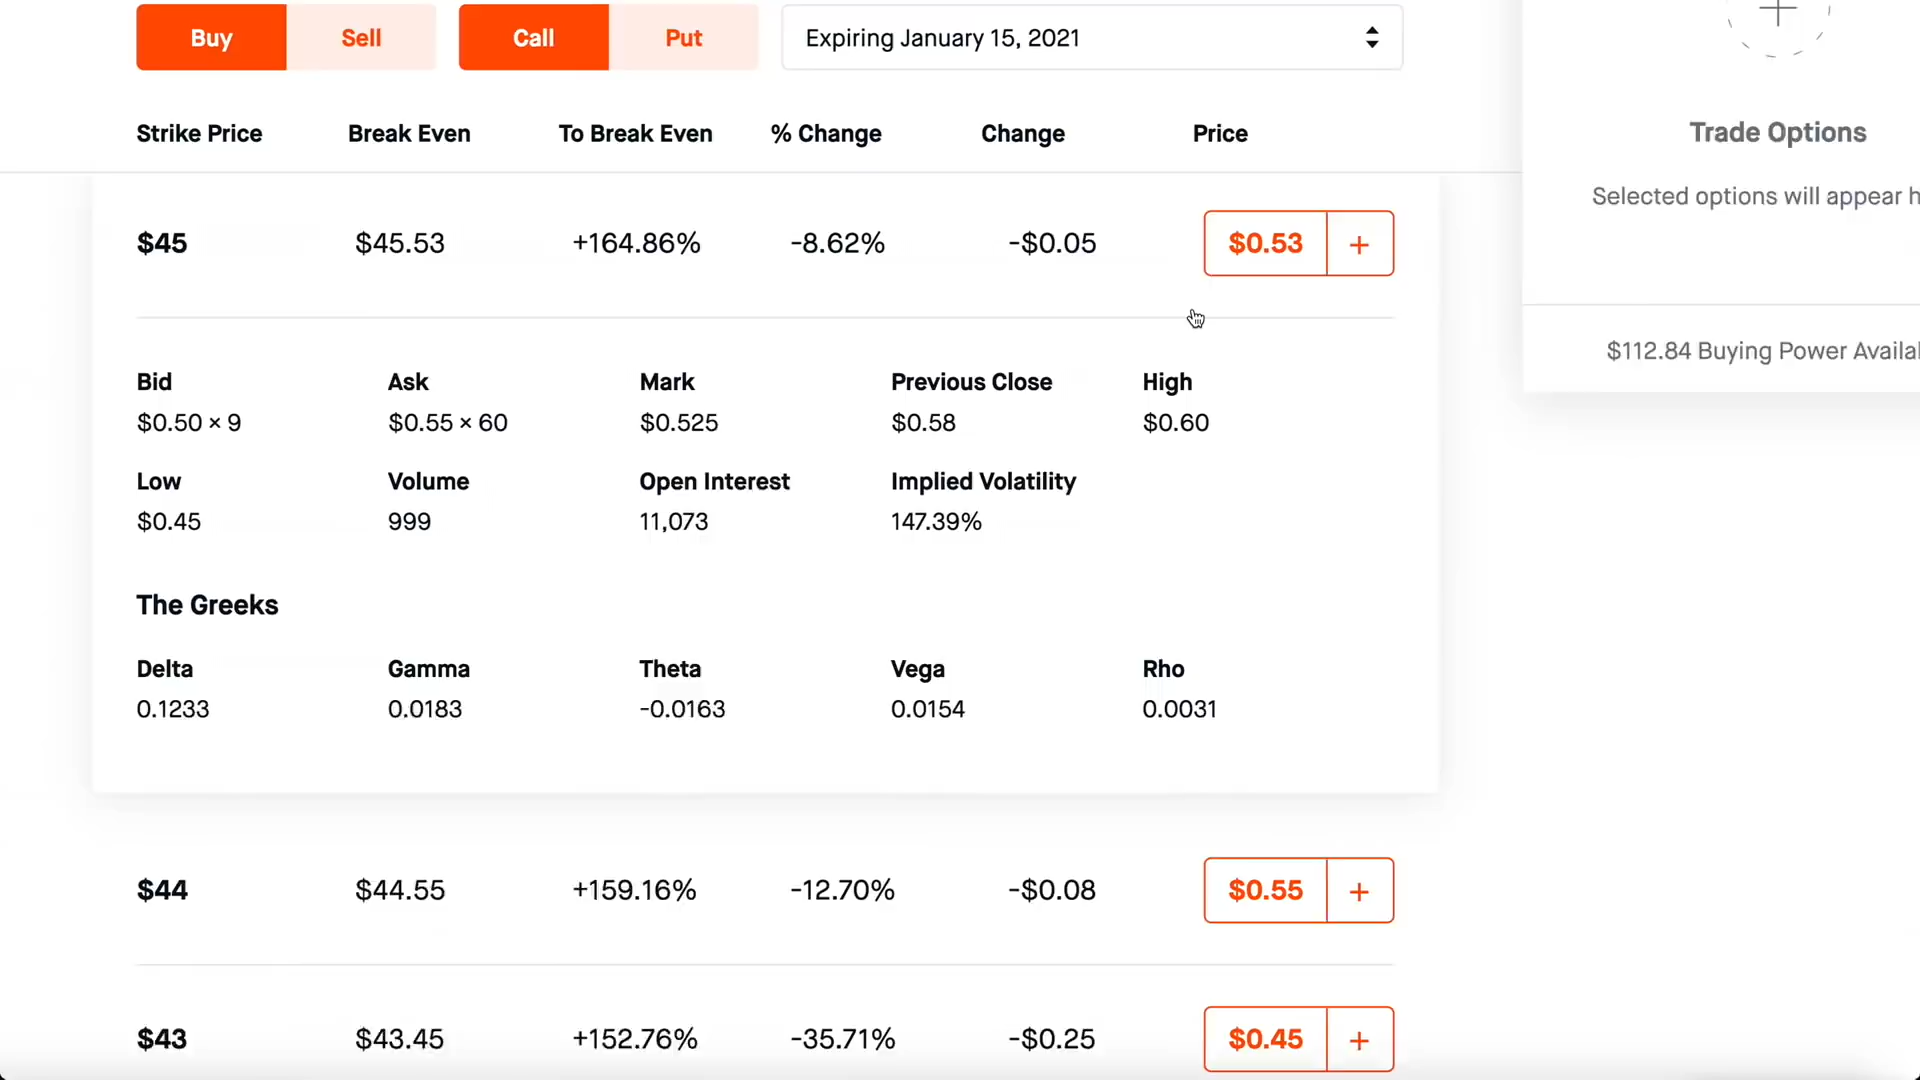 Buy Sell Call Put Expiring January 15, 2021
Strike Price Break Even To Break Even % Change Change Price
Trade Options
Selected options will appear h
$45 $45.53 +164.86% -8.62% -$0.05 $0.53 +
$112.84 Buying Power Availa
Bid Ask Mark Previous Close High
$0.50 × 9 $0.55 × 60 $0.525 $0.58 $0.60
Low Volume Open Interest Implied Volatility
$0.45 999 11,073 147.39%
The Greeks
Delta Gamma Theta Vega Rho
0.1233 0.0183 -0.0163 0.0154 0.0031
$44 $44.55 +159.16% -12.70% -$0.08 $0.55 +
$43 $43.45 +152.76% -35.71% -$0.25 $0.45 +